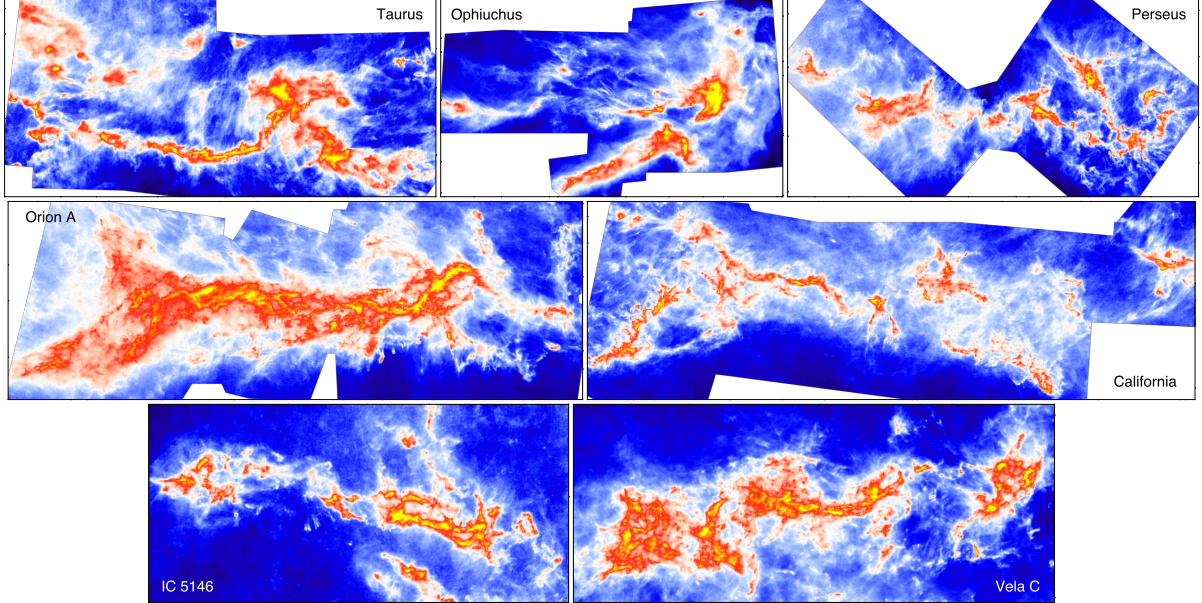 Taurus
Ophiuchus
Perseus
Orion A
California
IC 5146
Vela C